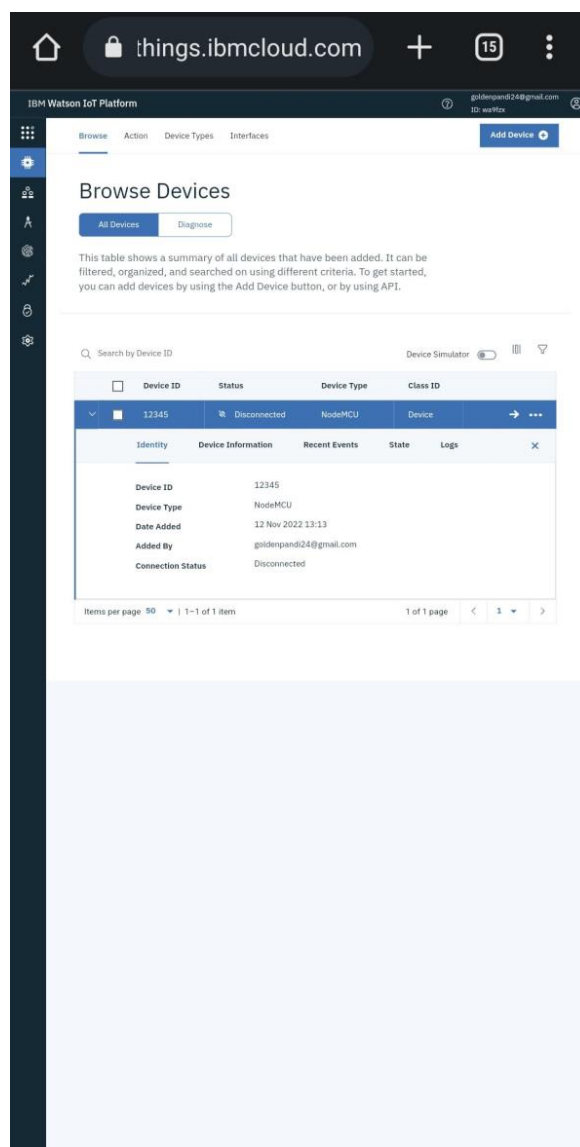 things.ibmcloud.com
15
IBM Watson IoT Platform
goldenpandi24@gmail.com
ID:
Browse Action Device Types Interfaces
Add Device
Browse Devices
All Devices Diagnose
This table shows a summary of all devices that have been added. It can be
filtered, organized, and searched on using different criteria. To get started,
you can add devices by using the Add Device button, or by using API.
Search by Device ID
Device Simulator
Device ID Status Device Type Class ID
12345 Disconnected NodeMCU Device
Identity Device Information Recent Events State Logs
Device ID 12345
Device Type NodeMCU
Date Added 12 Nov 2022 13:13
Added By goldenpandi24@gmail.com
Connection Status Disconnected
Items per page 50 | 1–1 of 1 item
1 of 1 page 1